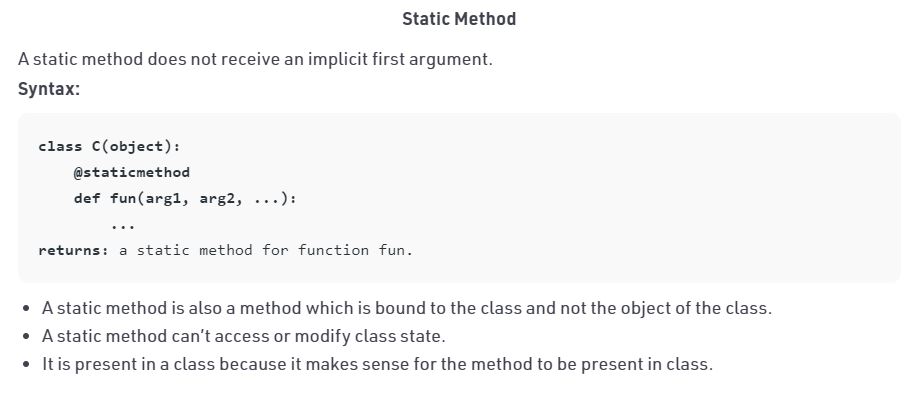 Static Method
A static method does not receive an implicit first argument.
Syntax:
class C(object):
    @staticmethod
    def fun(arg1, arg2, ...):
        ...
returns: a static method for function fun.
• A static method is also a method which is bound to the class and not the object of the class.
• A static method can’t access or modify class state.
• It is present in a class because it makes sense for the method to be present in class.